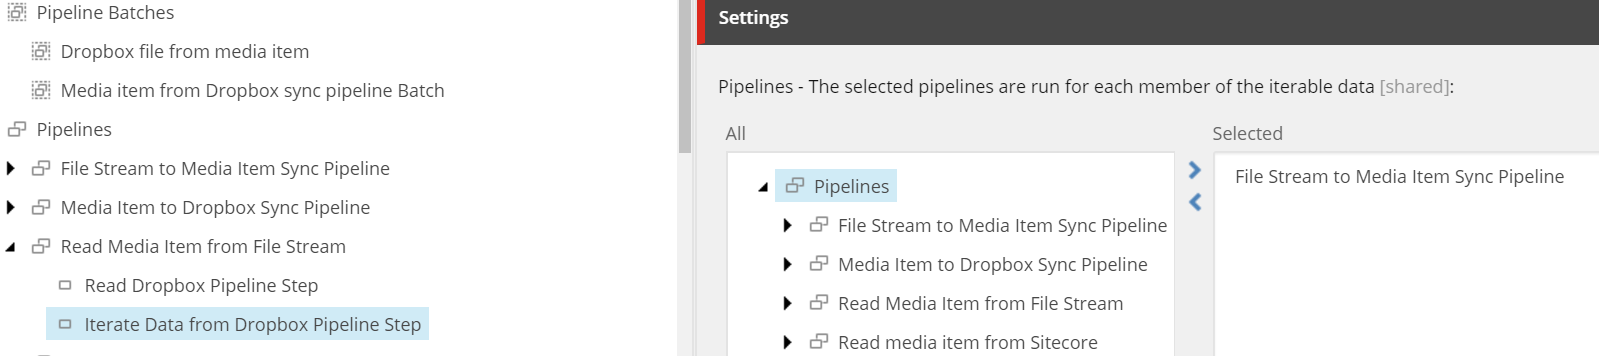 Pipeline Batches
Dropbox file from media item
Media item from Dropbox sync pipeline Batch
Pipelines
File Stream to Media Item Sync Pipeline
Media Item to Dropbox Sync Pipeline
Read Media Item from File Stream
Read Dropbox Pipeline Step
Iterate Data from Dropbox Pipeline Step
Settings
Pipelines - The selected pipelines are run for each member of the iterable data [shared]:
All
Pipelines
File Stream to Media Item Sync Pipeline
Media Item to Dropbox Sync Pipeline
Read Media Item from File Stream
Read media item from Sitecore
Selected
File Stream to Media Item Sync Pipeline